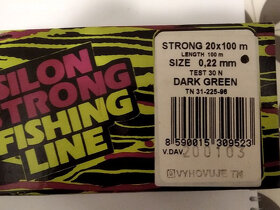 SILON
STRONG
FISHING
LINE
STRONG 20x100 m
LENGTH 100 m
SIZE 0,22 mm
TEST 30 N
DARK GREEN
TN 31-225-96
8 590015 309523
V.DAV. 200103
VYHOVUJE TN